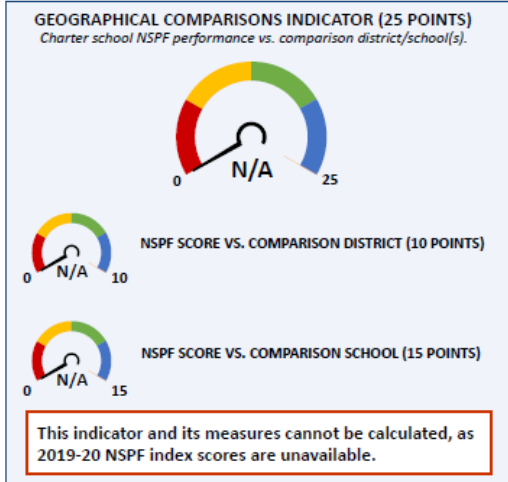 GEOGRAPHICAL COMPARISONS INDICATOR (25 POINTS)
Charter school NSPF performance vs. comparison district/school(s).
N/A
0
25
NSPF SCORE VS. COMPARISON DISTRICT (10 POINTS)
N/A
0
10
NSPF SCORE VS. COMPARISON SCHOOL (15 POINTS)
N/A
0
15
This indicator and its measures cannot be calculated, as
2019-20 NSPF index scores are unavailable.